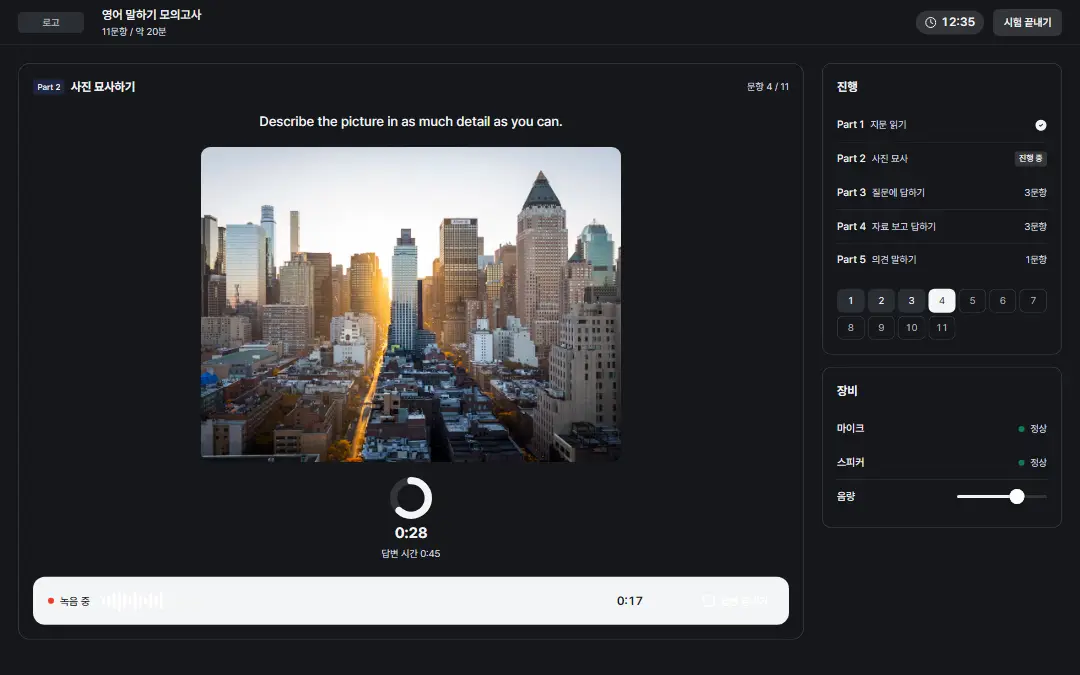 로고
영어 말하기 모의고사
11문항 / 약 20분
12:35
시험 끝내기
Part 2 사진 묘사하기
문항 4 / 11
Describe the picture in as much detail as you can.
0:28
답변 시간 0:45
녹음 중
0:17
진행
Part 1 지문 읽기
Part 2 사진 묘사 진행 중
Part 3 질문에 답하기 3문항
Part 4 자료 보고 답하기 3문항
Part 5 의견 말하기 1문항
1 2 3 4 5 6 7
8 9 10 11
장비
마이크 정상
스피커 정상
음량